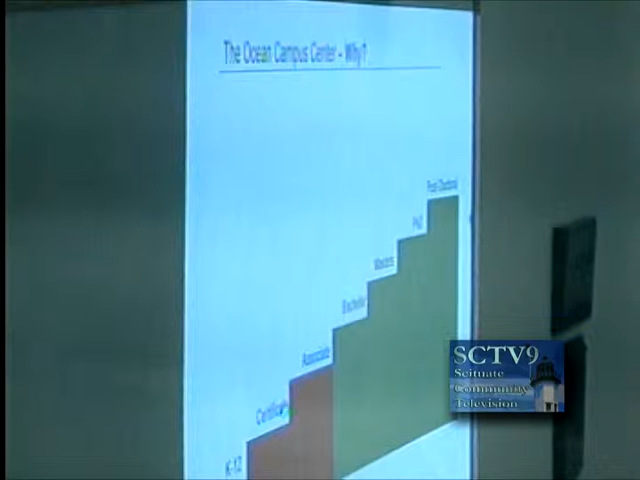 The Ocean Campus Center - Why?
Post-Doctoral
PhD
Masters
Bachelor
Associate
Certificate
K-12
SCTV9
Scituate
Community
Television